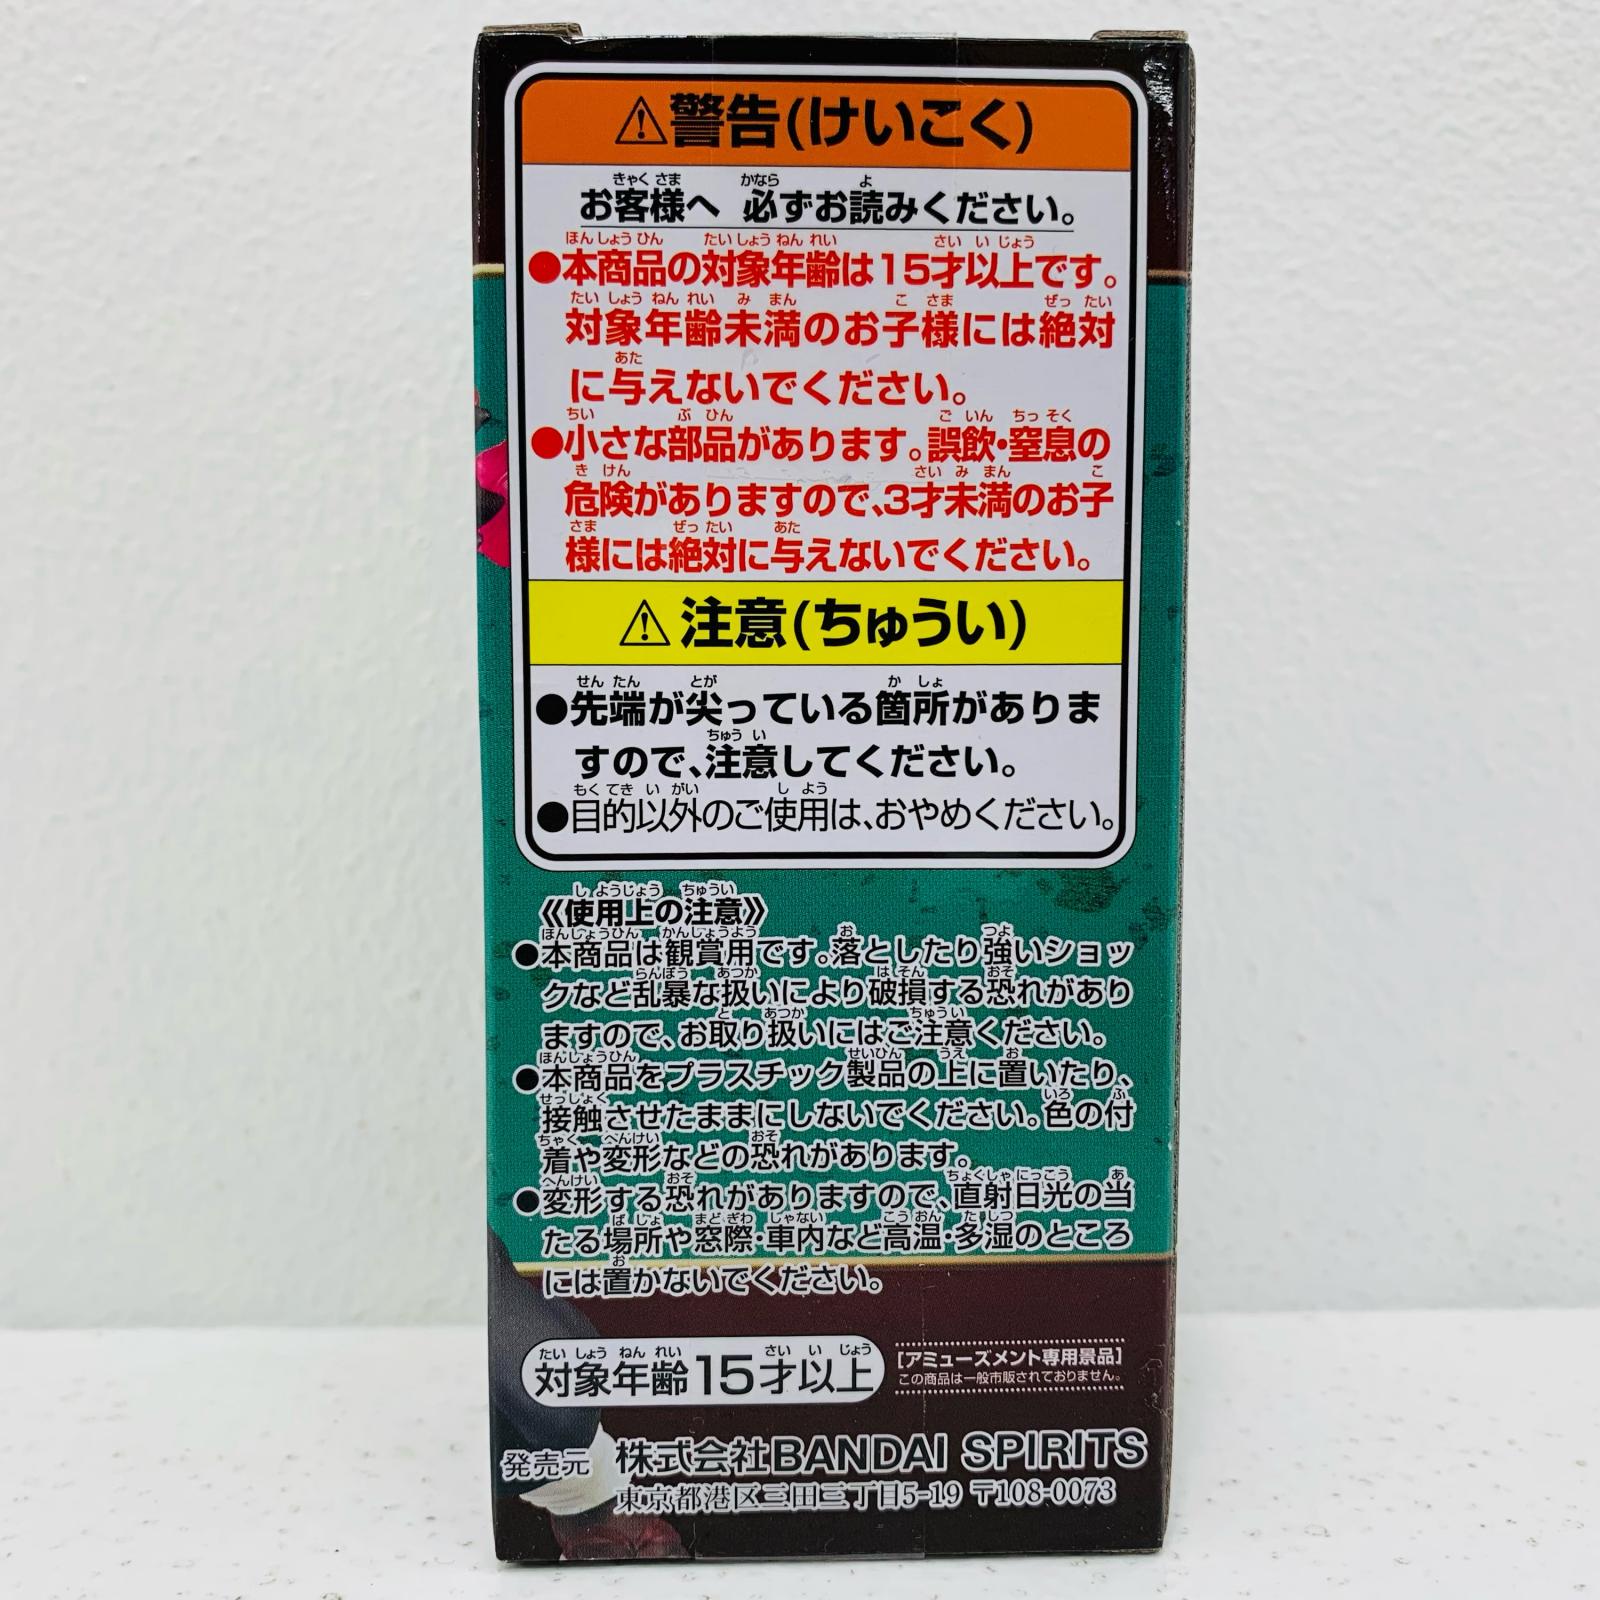 ⚠警告(けいこく)
お客様へ 必ずお読みください。
●本商品の対象年齢は15才以上です。
対象年齢未満のお子様には絶対
に与えないでください。
●小さな部品があります。誤飲・窒息の
危険がありますので、3才未満のお子
様には絶対に与えないでください。
⚠注意(ちゅうい)
●先端が尖っている箇所がありま
すので、注意してください。
●目的以外のご使用は、おやめください。
《使用上の注意》
●本商品は観賞用です。落としたり強いショッ
クなど乱暴な扱いにより破損する恐れがあり
ますので、お取り扱いにはご注意ください。
●本商品をプラスチック製品の上に置いたり、
接触させたままにしないでください。色の付
着や変形などの恐れがあります。
●変形する恐れがありますので、直射日光の当
たる場所や窓際・車内など高温・多湿のところ
には置かないでください。
対象年齢15才以上
[アミューズメント専用景品]
この商品は一般市販されておりません。
発売元 株式会社BANDAI SPIRITS
東京都港区三田三丁目5-19 〒108-0073